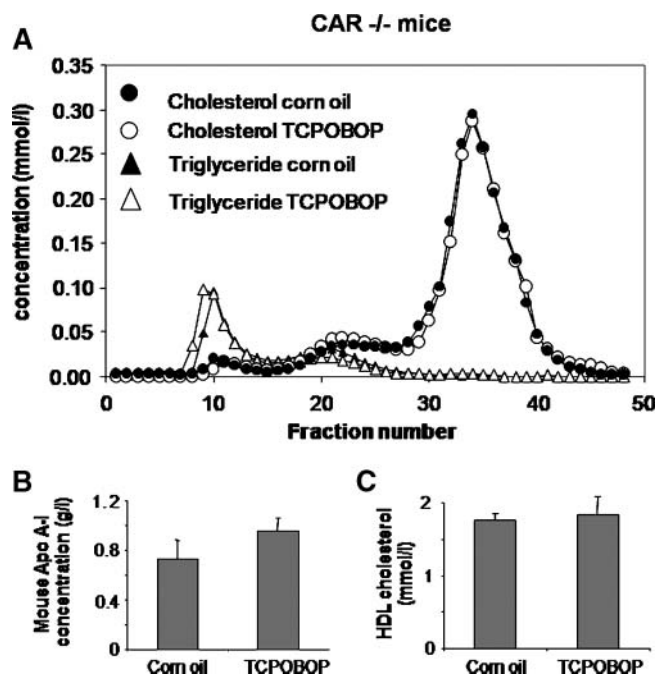 CAR -/- mice
A
concentration (mmol/l)
0.35
0.30
0.25
0.20
0.15
0.10
0.05
0.00
Cholesterol corn oil
Cholesterol TCPOBOP
Triglyceride corn oil
Triglyceride TCPOBOP
0 10 20 30 40 50
Fraction number
B
Mouse Apo A-I
concentration (g/l)
1.2
0.8
0.4
0
Corn oil TCPOBOP
C
HDL cholesterol
(mmol/l)
2
1
0
Corn oil TCPOBOP